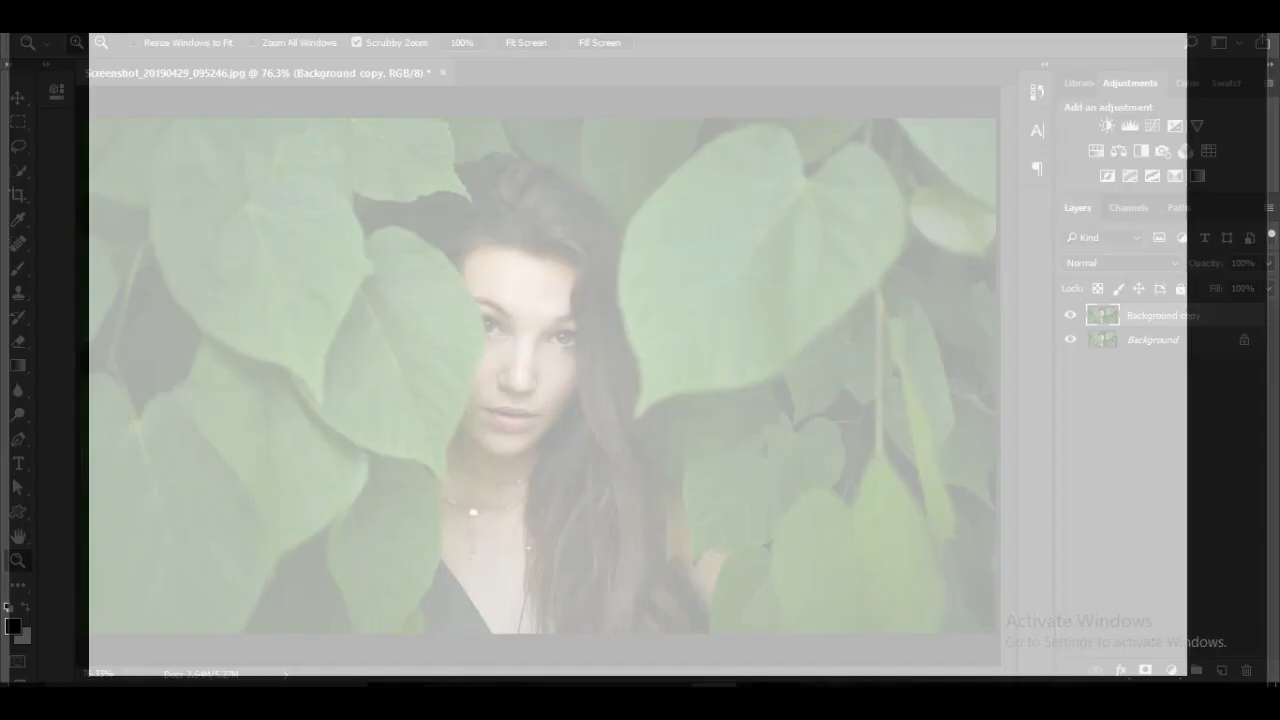 Resize Windows to Fit Zoom All Windows Scrubby Zoom 100% Fit Screen Fill Screen
Screenshot_20190429_095246.jpg @ 76.3% (Background copy, RGB/8) * ×
Adjustments
Add an adjustment
Layers Channels Paths
Kind
Normal Opacity: 100%
Lock: Fill: 100%
Background copy
Background
Activate Windows
Go to Settings to activate Windows.
fx